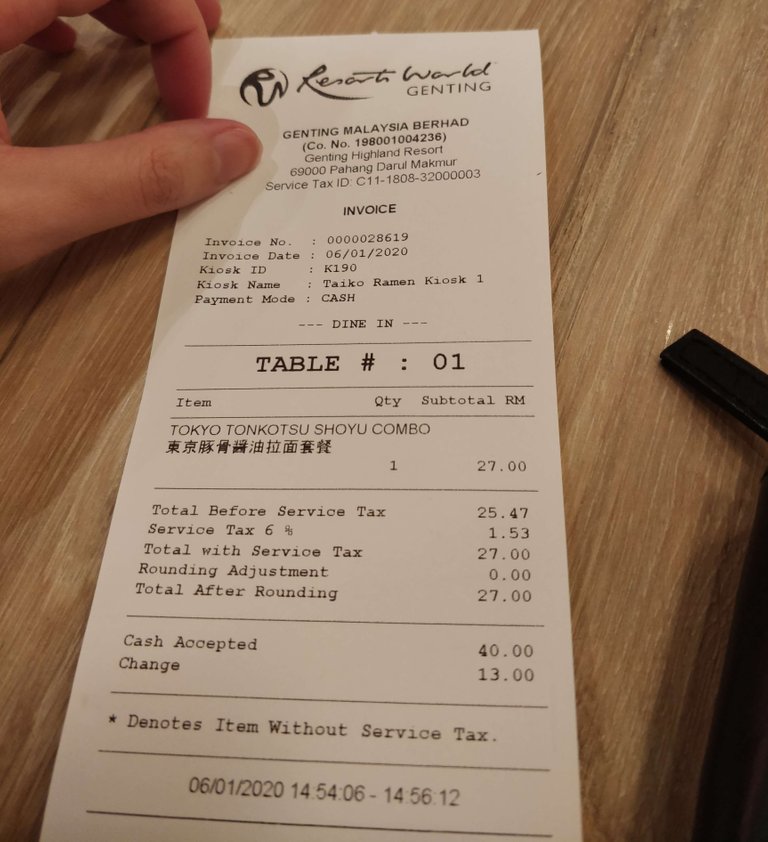 Resorts World
GENTING
GENTING MALAYSIA BERHAD
(Co. No. 198001004236)
Genting Highland Resort
69000 Pahang Darul Makmur
Service Tax ID: C11-1808-32000003
INVOICE
Invoice No. : 0000028619
Invoice Date : 06/01/2020
Kiosk ID : K190
Kiosk Name : Taiko Ramen Kiosk 1
Payment Mode : CASH
--- DINE IN ---
TABLE # : 01
Item Qty Subtotal RM
TOKYO TONKOTSU SHOYU COMBO
東京豚骨醤油拉面套餐
1 27.00
Total Before Service Tax 25.47
Service Tax 6 % 1.53
Total with Service Tax 27.00
Rounding Adjustment 0.00
Total After Rounding 27.00
Cash Accepted 40.00
Change 13.00
* Denotes Item Without Service Tax.
06/01/2020 14:54:06 - 14:56:12